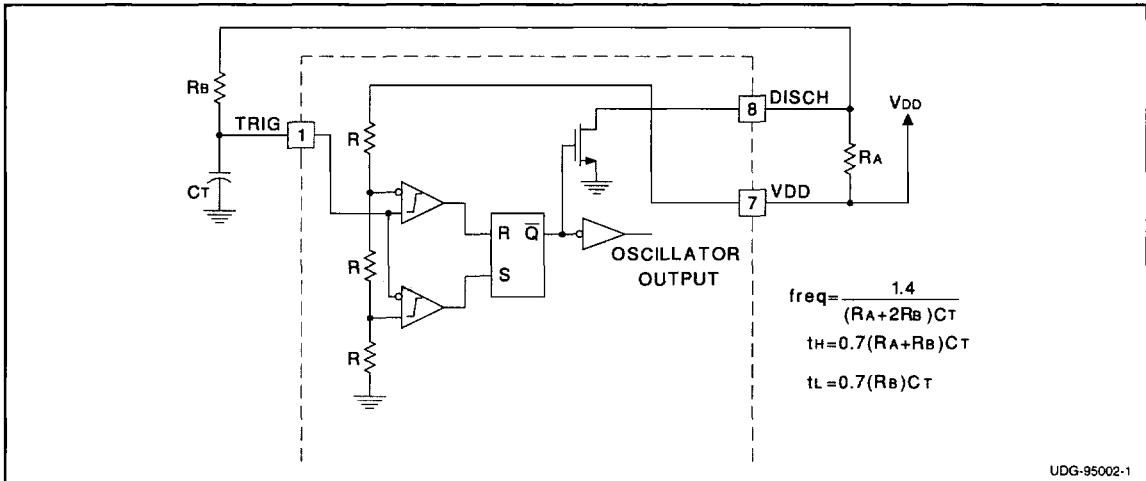 RB
TRIG
1
CT
R
R
R
R
S
Q̅
8
DISCH
VDD
RA
7
VDD
OSCILLATOR
OUTPUT
freq=1.4/(RA+2RB)CT
tH=0.7(RA+RB)CT
tL=0.7(RB)CT
UDG-95002-1